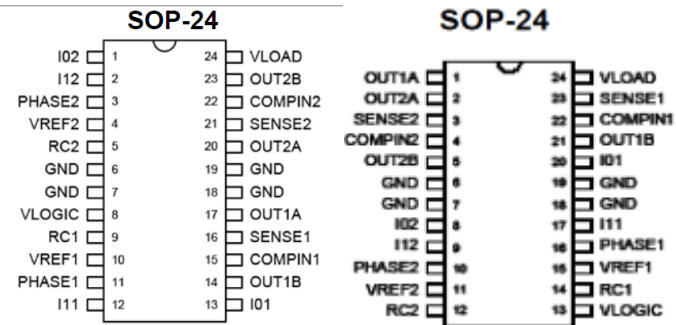 SOP-24
I02 1 24 VLOAD
I12 2 23 OUT2B
PHASE2 3 22 COMPIN2
VREF2 4 21 SENSE2
RC2 5 20 OUT2A
GND 6 19 GND
GND 7 18 GND
VLOGIC 8 17 OUT1A
RC1 9 16 SENSE1
VREF1 10 15 COMPIN1
PHASE1 11 14 OUT1B
I11 12 13 I01
SOP-24
OUT1A 1 24 VLOAD
OUT2A 2 23 SENSE1
SENSE2 3 22 COMPIN1
COMPIN2 4 21 OUT1B
OUT2B 5 20 I01
GND 6 19 GND
GND 7 18 GND
I02 8 17 I11
I12 9 16 PHASE1
PHASE2 10 15 VREF1
VREF2 11 14 RC1
RC2 12 13 VLOGIC